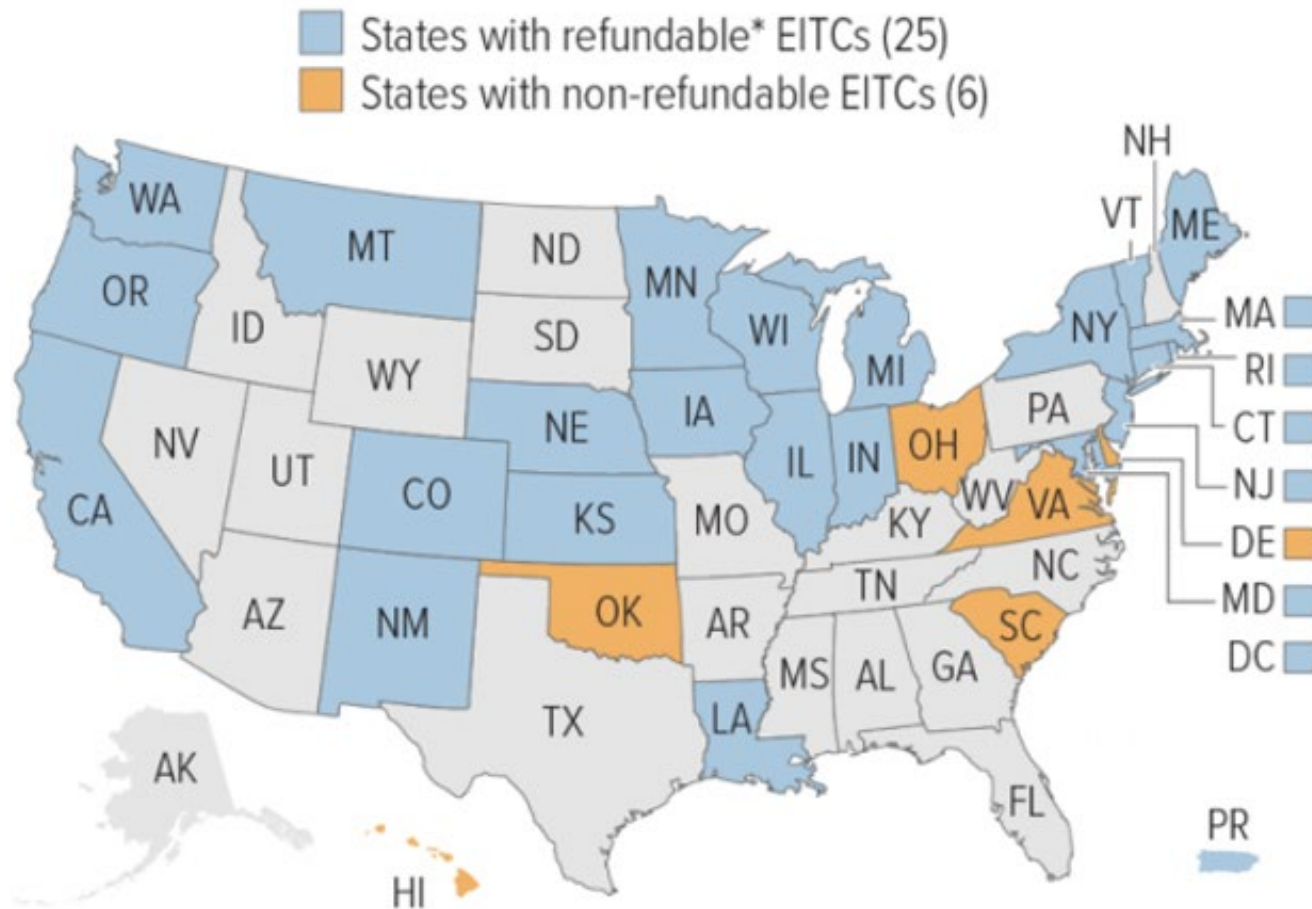 States with refundable* EITCs (25)
States with non-refundable EITCs (6)
NH
WA
MT
ND
VT
ME
OR
MN
ID
SD
WI
NY
MA
WY
MI
RI
NV
NE
IA
PA
CT
UT
CO
IL
IN
OH
NJ
CA
KS
MO
WV
VA
KY
DE
AZ
NM
OK
AR
TN
NC
MD
SC
DC
MS
AL
GA
TX
LA
AK
FL
PR
HI